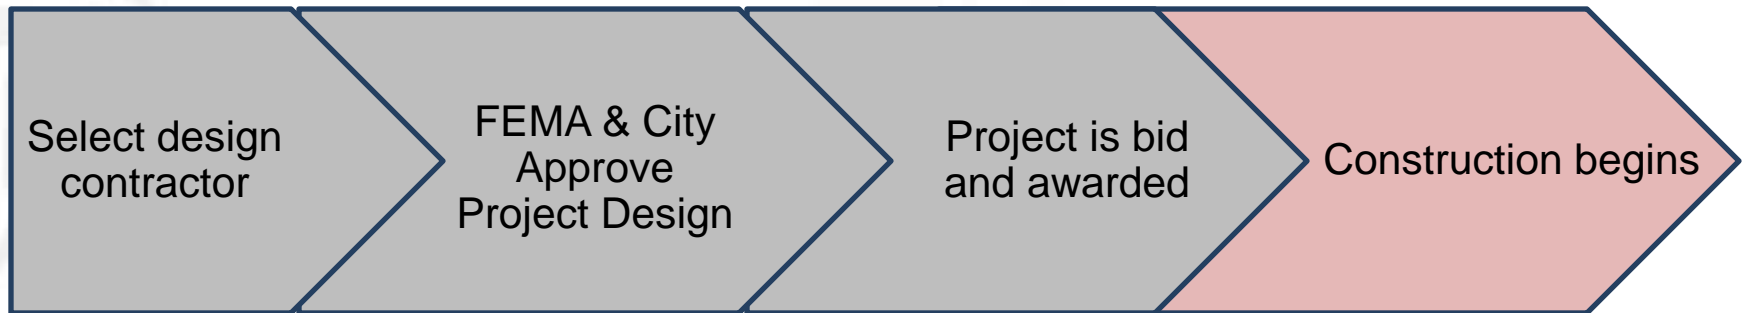 Select design
contractor
FEMA & City
Approve
Project Design
Project is bid
and awarded
Construction begins